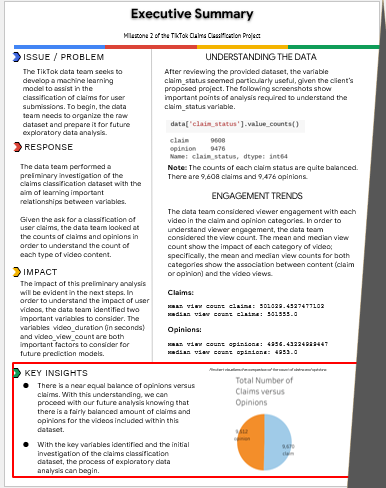 Executive Summary
Milestone 2 of the TikTok Claims Classification Project
ISSUE / PROBLEM
The TikTok data team seeks to
develop a machine learning
model to assist in the
classification of claims for user
submissions. To begin, the data
team needs to organize the raw
dataset and prepare it for future
exploratory data analysis.
RESPONSE
The data team performed a
preliminary investigation of the
claims classification dataset with the
aim of learning important
relationships between variables.
Given the ask for a classification of
user claims, the data team looked at
the counts of claims and opinions in
order to understand the count of
each type of video content.
IMPACT
The impact of this preliminary analysis
will be evident in the next steps. In
order to understand the impact of user
videos, the data team identified two
important variables to consider. The
variables video_duration (in seconds)
and video_view_count are both
important factors to consider for
future prediction models.
UNDERSTANDING THE DATA
After reviewing the provided dataset, the variable
claim_status seemed particularly useful, given the client's
proposed project. The following screenshots show
important points of analysis required to understand the
claim_status variable.
data['claim_status'].value_counts()
claim 9608
opinion 9476
Name: claim_status, dtype: int64
Note: The counts of each claim status are quite balanced.
There are 9,608 claims and 9,476 opinions.
ENGAGEMENT TRENDS
The data team considered viewer engagement with each
video in the claim and opinion categories. In order to
understand viewer engagement, the data team
considered the view count. The mean and median view
count show the impact of each category of video;
specifically, the mean and median view counts for both
categories show the association between content (claim
or opinion) and the video views.
Claims:
mean view count claims: 501029.4527477102
median view count claims: 501555.0
Opinions:
mean view count opinions: 4956.43224989447
median view count opinions: 4953.0
KEY INSIGHTS
There is a near equal balance of opinions versus
claims. With this understanding, we can
proceed with our future analysis knowing that
there is a fairly balanced amount of claims and
opinions for the videos included within this
dataset.
With the key variables identified and the initial
investigation of the claims classification
dataset, the process of exploratory data
analysis can begin.
Total Number of
Claims versus
Opinions
opinion
claim